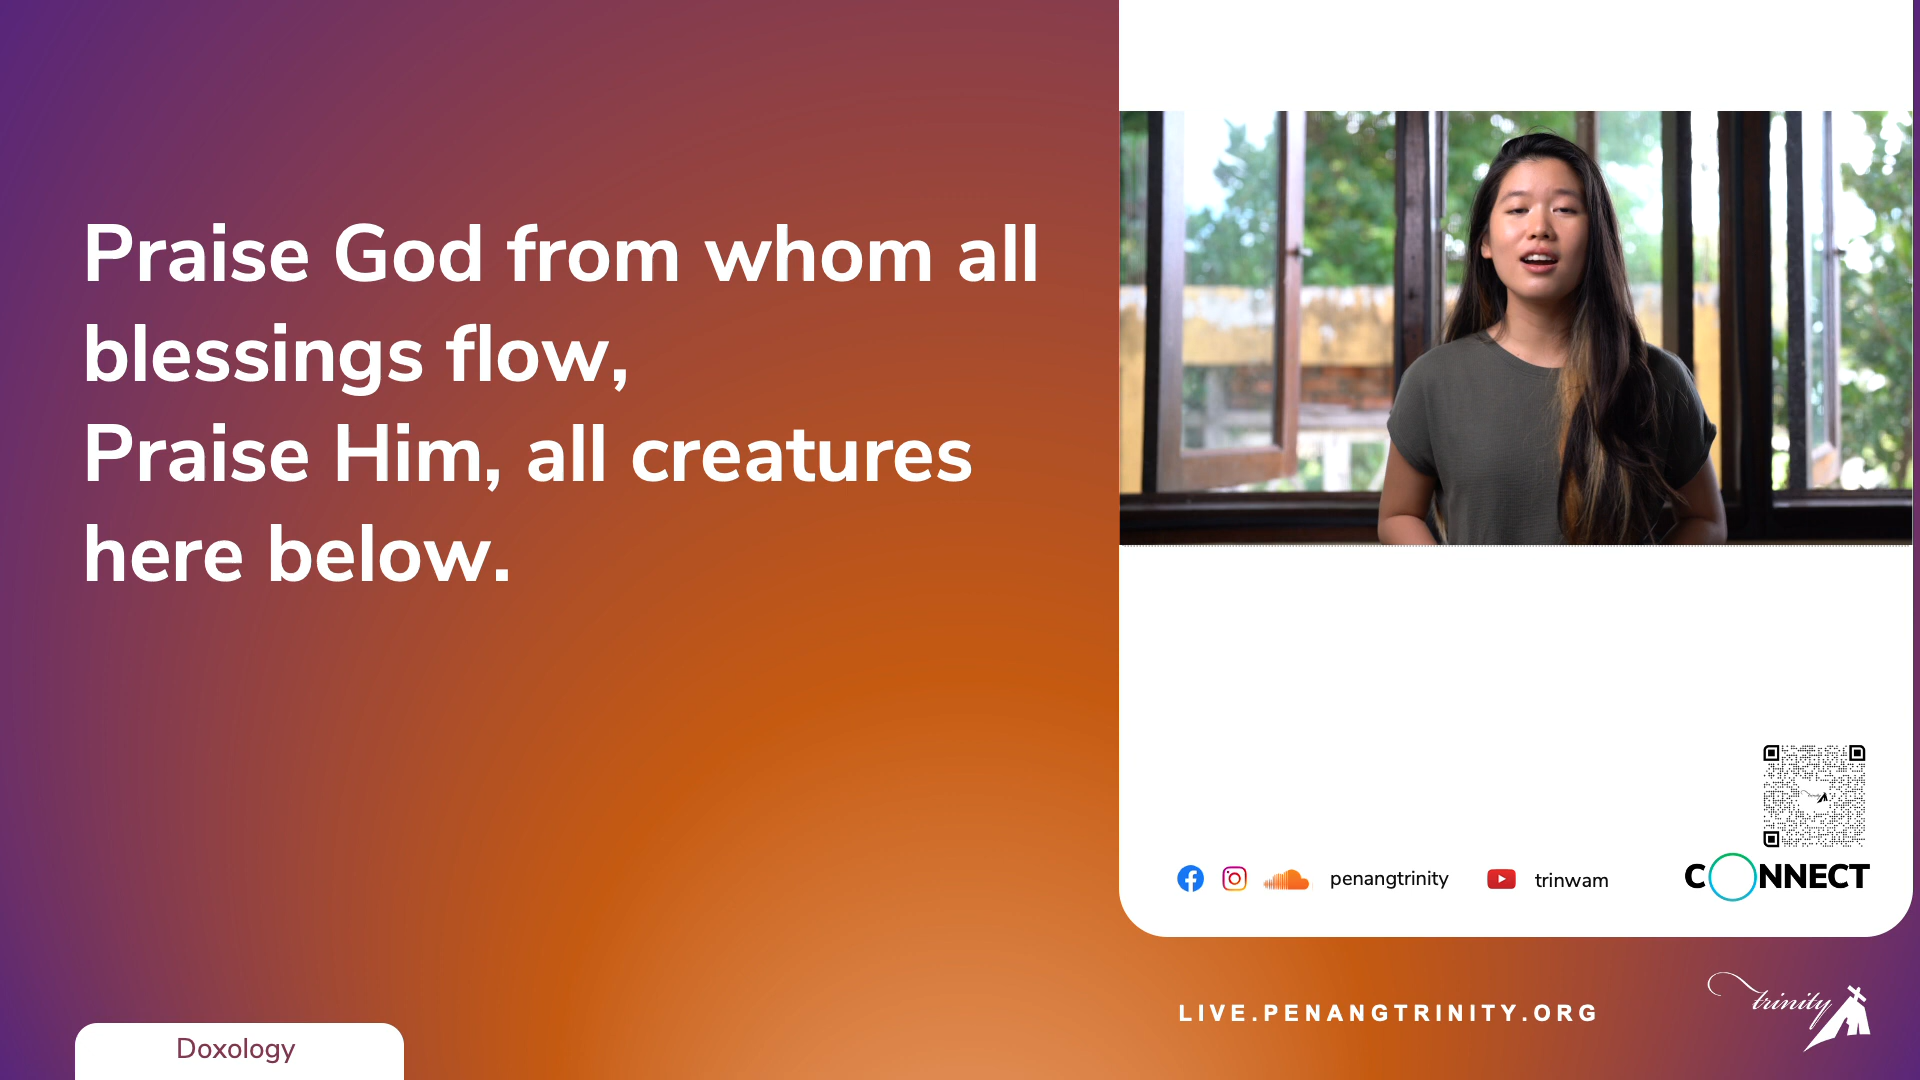 Praise God from whom all
blessings flow,
Praise Him, all creatures
here below.
penangtrinity
trinwam
CONNECT
LIVE.PENANGTRINITY.ORG
trinity
Doxology